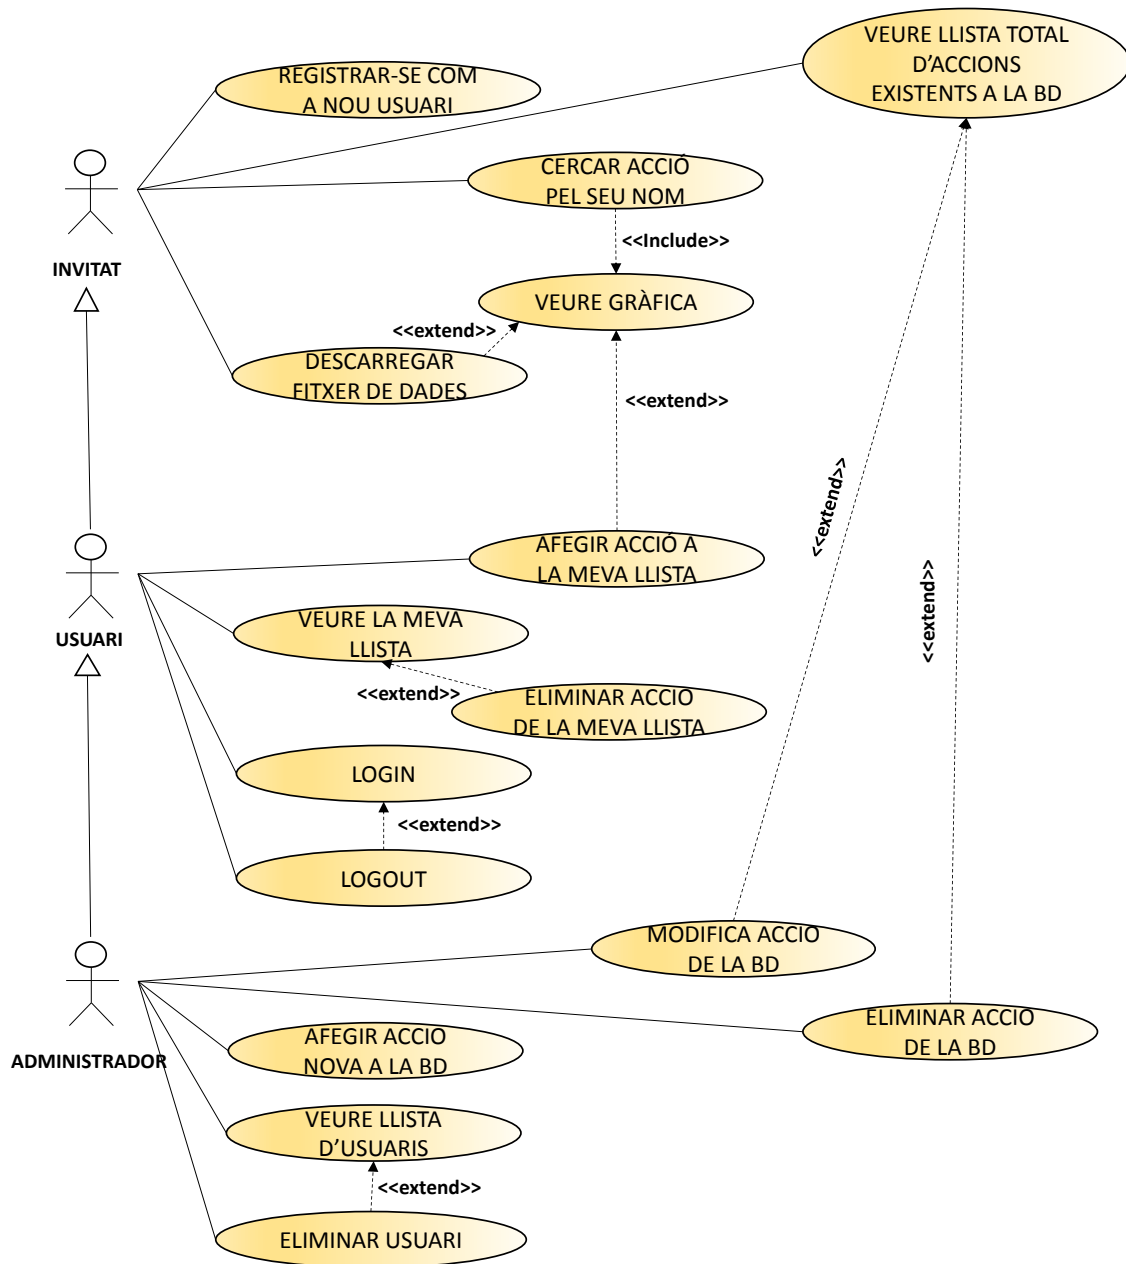 VEURE LLISTA TOTAL
D'ACCIONS
EXISTENTS A LA BD
REGISTRAR-SE COM
A NOU USUARI
CERCAR ACCIÓ
PEL SEU NOM
<<Include>>
INVITAT
VEURE GRÀFICA
<<extend>>
DESCARREGAR
FITXER DE DADES
<<extend>>
<<extend>>
AFEGIR ACCIÓ A
LA MEVA LLISTA
<<extend>>
VEURE LA MEVA
LLISTA
USUARI
<<extend>>
ELIMINAR ACCIO
DE LA MEVA LLISTA
LOGIN
<<extend>>
LOGOUT
MODIFICA ACCIO
DE LA BD
ELIMINAR ACCIO
DE LA BD
AFEGIR ACCIO
NOVA A LA BD
ADMINISTRADOR
VEURE LLISTA
D'USUARIS
<<extend>>
ELIMINAR USUARI